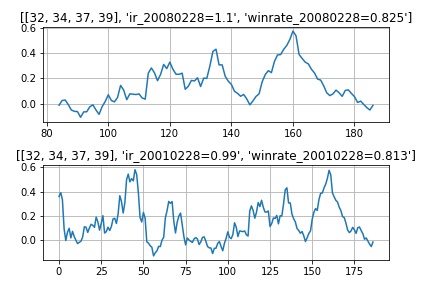 [[32, 34, 37, 39], 'ir_20080228=1.1', 'winrate_20080228=0.825']
0.6
0.4
0.2
0.0
80 100 120 140 160 180
[[32, 34, 37, 39], 'ir_20010228=0.99', 'winrate_20010228=0.813']
0.6
0.4
0.2
0.0
0 25 50 75 100 125 150 175